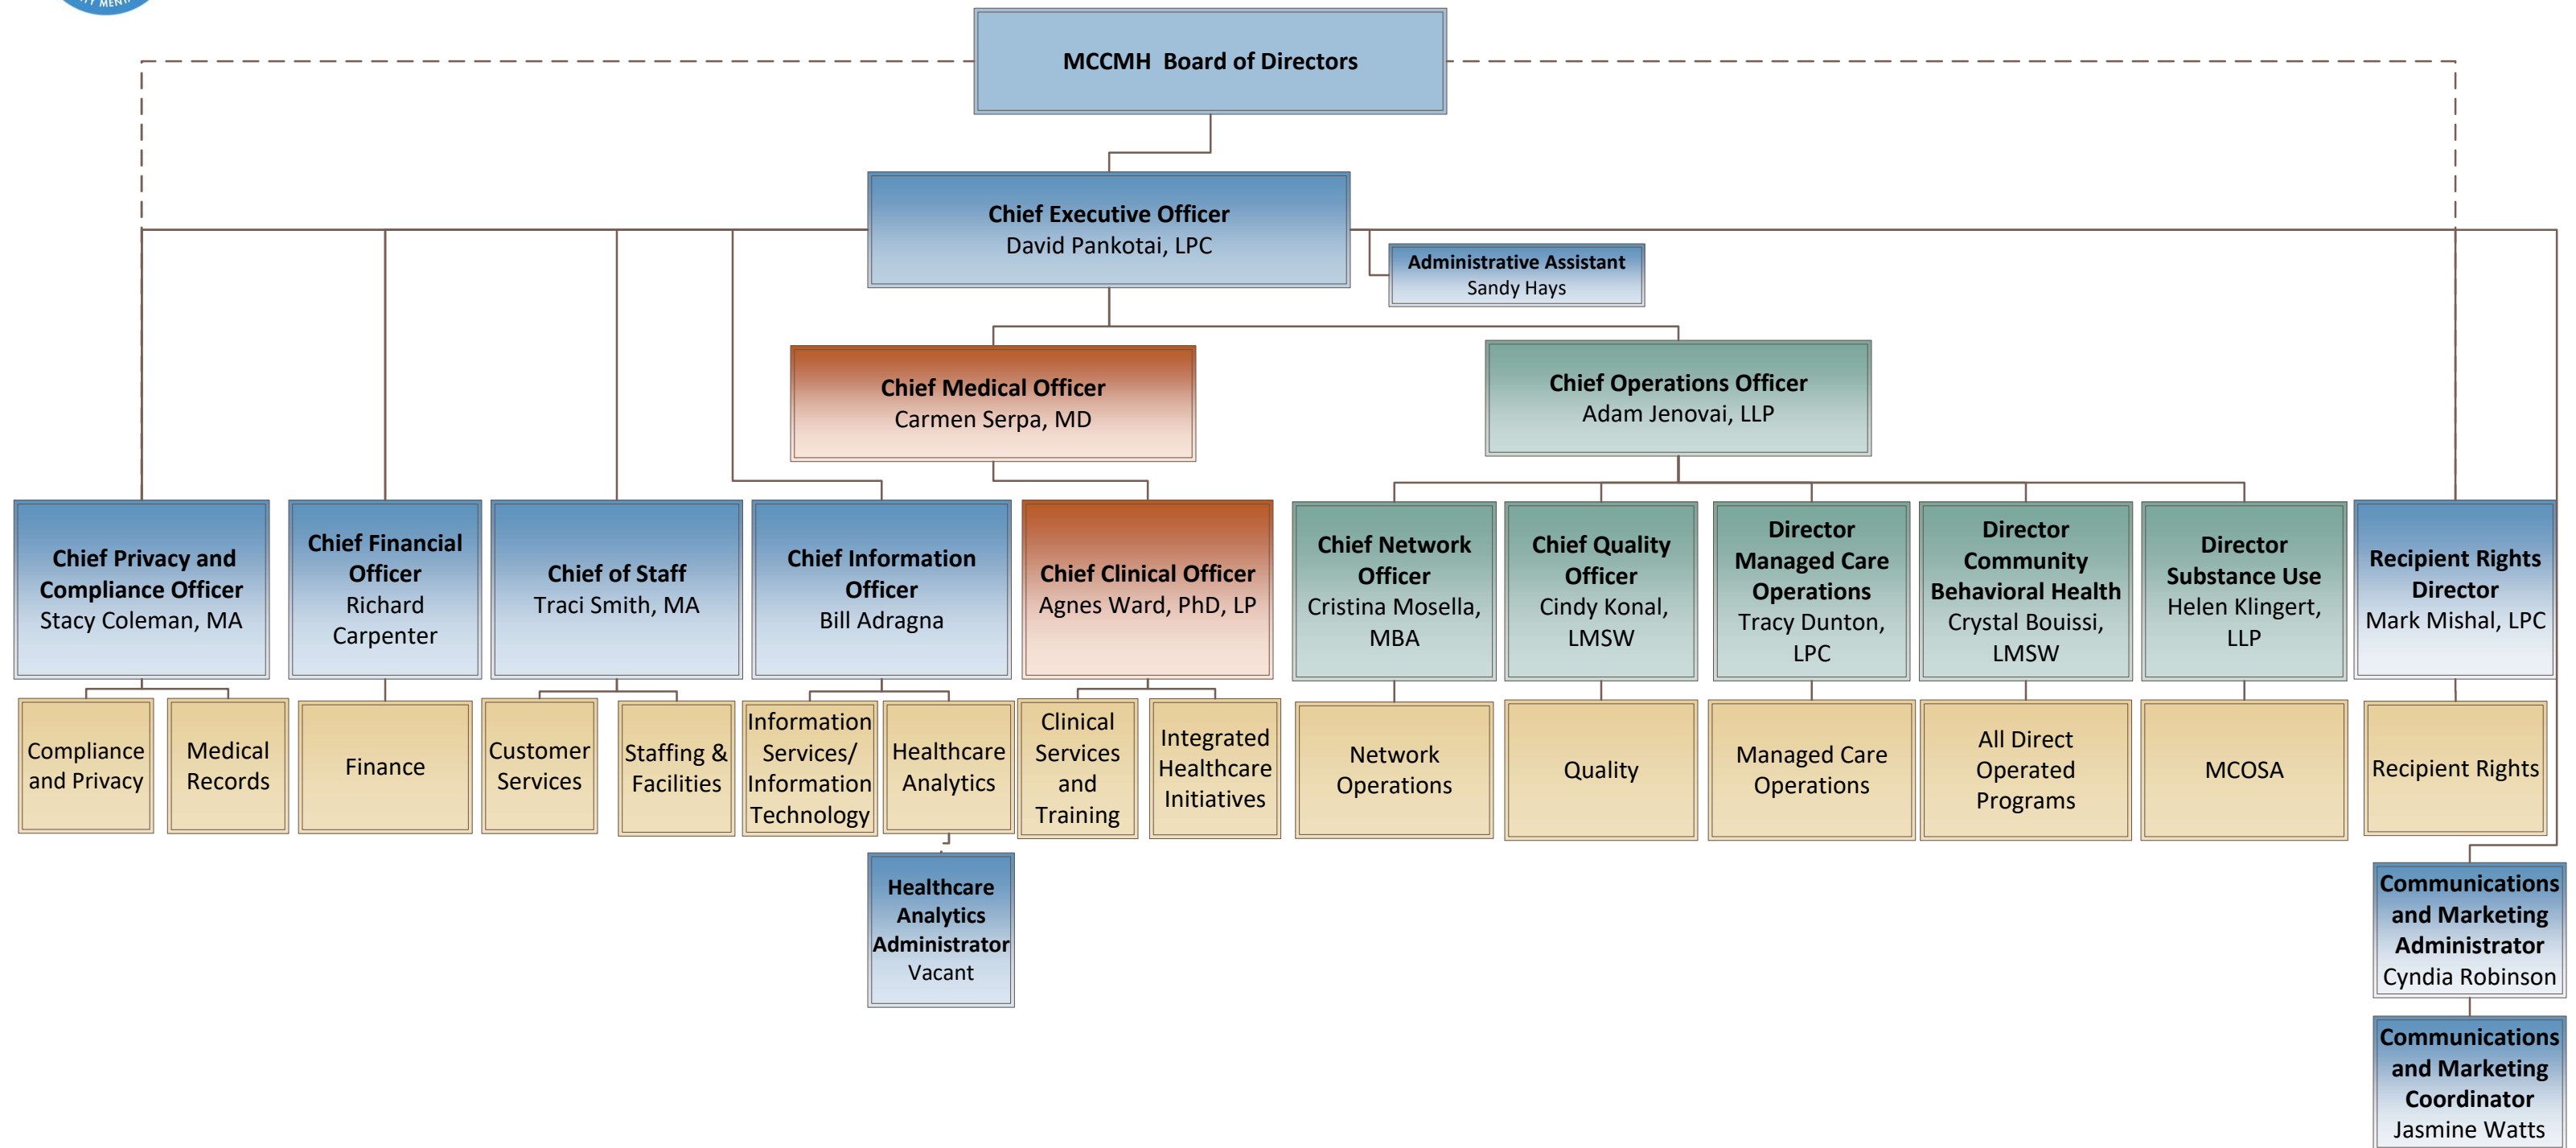 MCCMH Board of Directors
Chief Executive Officer
David Pankotai, LPC
Administrative Assistant
Sandy Hays
Chief Medical Officer
Carmen Serpa, MD
Chief Operations Officer
Adam Jenovai, LLP
Chief Privacy and
Compliance Officer
Stacy Coleman, MA
Chief Financial
Officer
Richard
Carpenter
Chief of Staff
Traci Smith, MA
Chief Information
Officer
Bill Adragna
Chief Clinical Officer
Agnes Ward, PhD, LP
Chief Network
Officer
Cristina Mosella,
MBA
Chief Quality
Officer
Cindy Konal,
LMSW
Director
Managed Care
Operations
Tracy Dunton,
LPC
Director
Community
Behavioral Health
Crystal Bouissi,
LMSW
Director
Substance Use
Helen Klingert,
LLP
Recipient Rights
Director
Mark Mishal, LPC
Compliance
and Privacy
Medical
Records
Finance
Customer
Services
Staffing &
Facilities
Information
Services/
Information
Technology
Healthcare
Analytics
Clinical
Services
and
Training
Integrated
Healthcare
Initiatives
Network
Operations
Quality
Managed Care
Operations
All Direct
Operated
Programs
MCOSA
Recipient Rights
Healthcare
Analytics
Administrator
Vacant
Communications
and Marketing
Administrator
Cyndia Robinson
Communications
and Marketing
Coordinator
Jasmine Watts